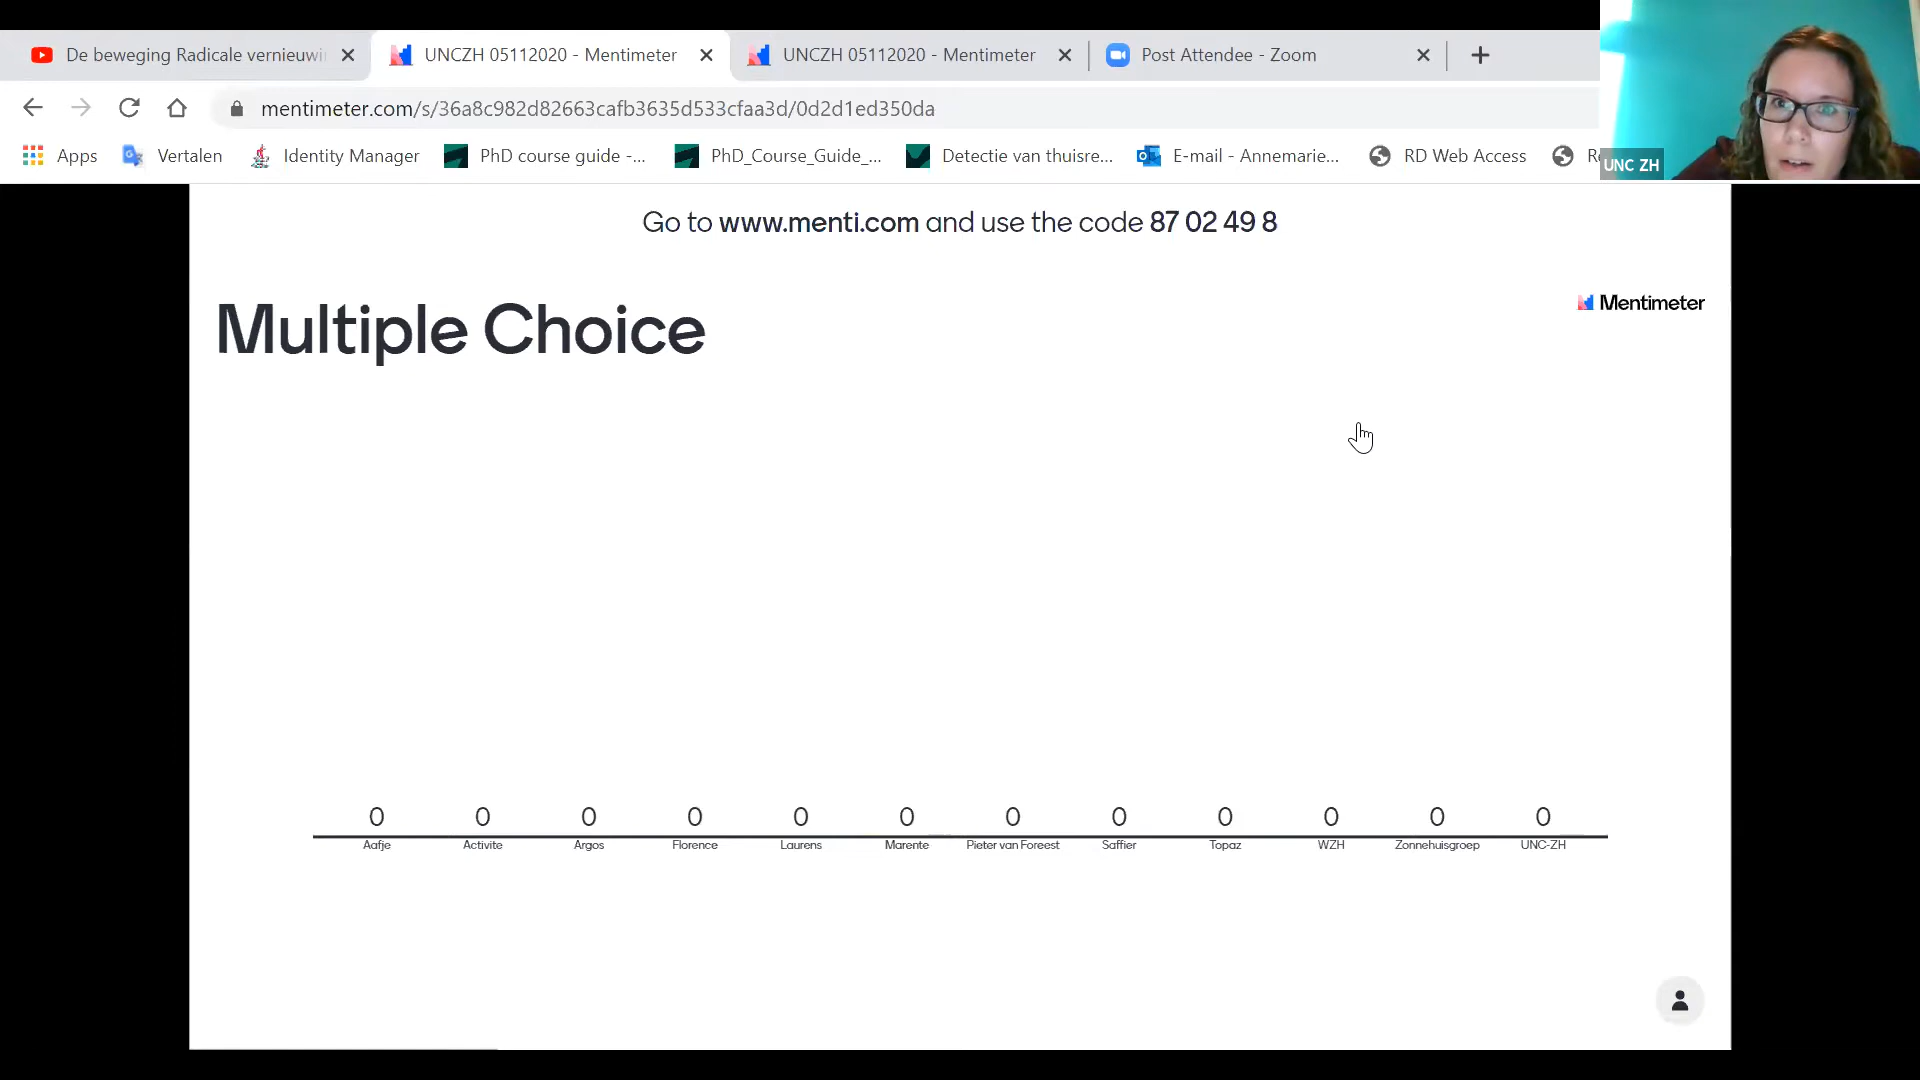 De beweging Radicale vernieuwi
UNCZH 05112020 - Mentimeter
UNCZH 05112020 - Mentimeter
Post Attendee - Zoom
mentimeter.com/s/36a8c982d82663cafb3635d533cfaa3d/0d2d1ed350da
Apps
Vertalen
Identity Manager
PhD course guide -...
PhD_Course_Guide_...
Detectie van thuisre...
E-mail - Annemarie...
RD Web Access
UNC ZH
Go to www.menti.com and use the code 87 02 49 8
Mentimeter
Multiple Choice
0 0 0 0 0 0 0 0 0 0 0 0
Aafje Activite Argos Florence Laurens Marente Pieter van Foreest Saffier Topaz WZH Zonnehuisgroep UNC-ZH